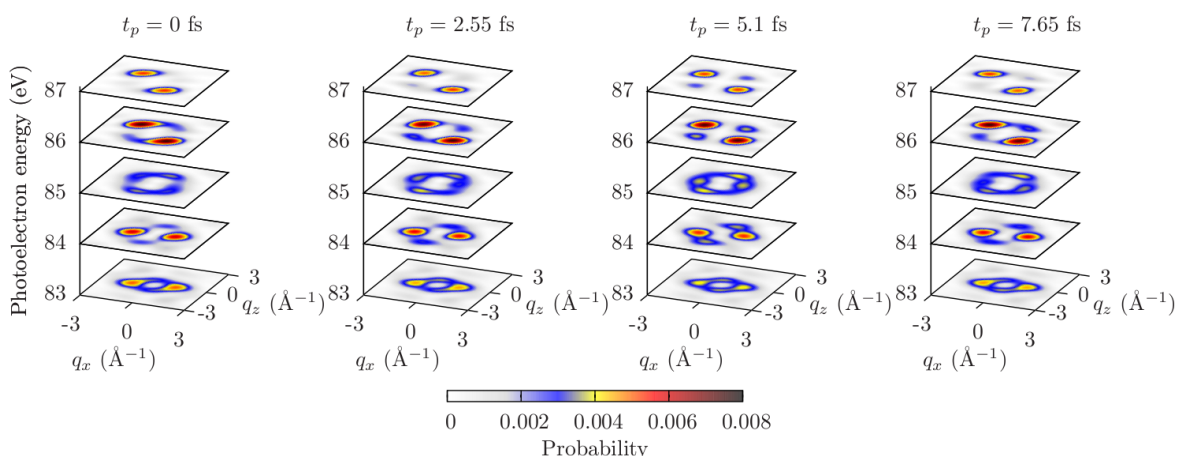 t_p = 0 fs
t_p = 2.55 fs
t_p = 5.1 fs
t_p = 7.65 fs
Photoelectron energy (eV)
87
86
85
84
83
-3
0
3
q_x (Å⁻¹)
3
0
-3
q_z (Å⁻¹)
87
86
85
84
83
-3
0
3
q_x (Å⁻¹)
3
0
-3
q_z (Å⁻¹)
87
86
85
84
83
-3
0
3
q_x (Å⁻¹)
3
0
-3
q_z (Å⁻¹)
87
86
85
84
83
-3
0
3
q_x (Å⁻¹)
3
0
-3
q_z (Å⁻¹)
0 0.002 0.004 0.006 0.008
Probability